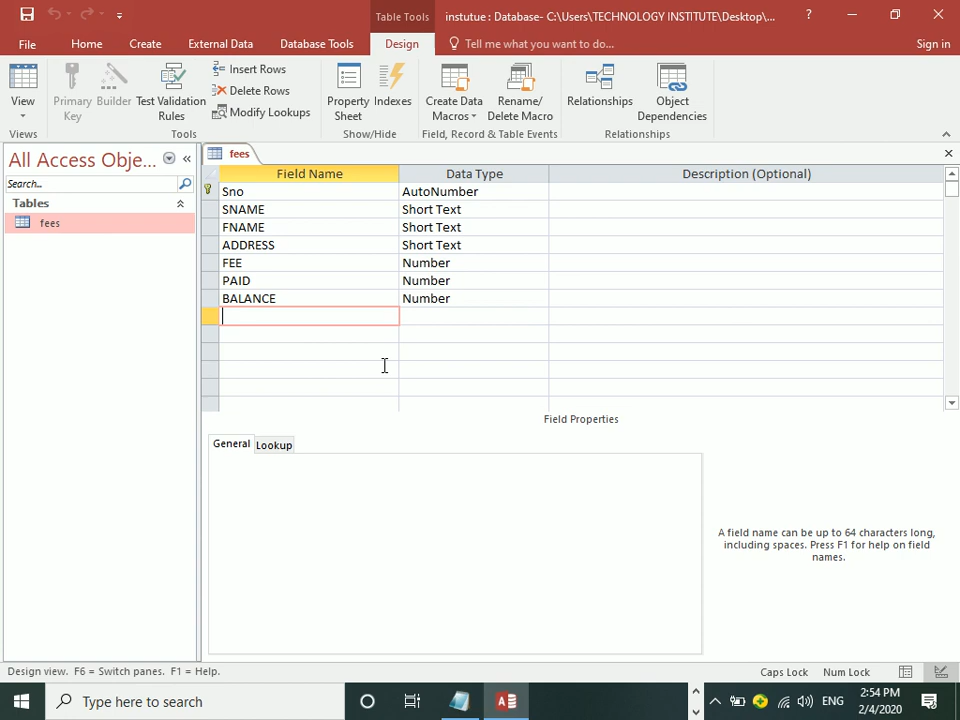 Table Tools
instutue : Database- C:\Users\TECHNOLOGY INSTITUTE\Desktop\...
?
File
Home
Create
External Data
Database Tools
Design
Tell me what you want to do...
Sign in
View
Primary Key
Builder
Test Validation Rules
Insert Rows
Delete Rows
Modify Lookups
Property Sheet
Indexes
Create Data Macros
Rename/ Delete Macro
Relationships
Object Dependencies
Views
Tools
Show/Hide
Field, Record & Table Events
Relationships
All Access Obje...
Search...
Tables
fees
fees
Field Name
Data Type
Description (Optional)
Sno
AutoNumber
SNAME
Short Text
FNAME
Short Text
ADDRESS
Short Text
FEE
Number
PAID
Number
BALANCE
Number
Field Properties
General
Lookup
A field name can be up to 64 characters long,
including spaces. Press F1 for help on field
names.
Design view. F6 = Switch panes. F1 = Help.
Caps Lock
Num Lock
Type here to search
ENG
2:54 PM
2/4/2020